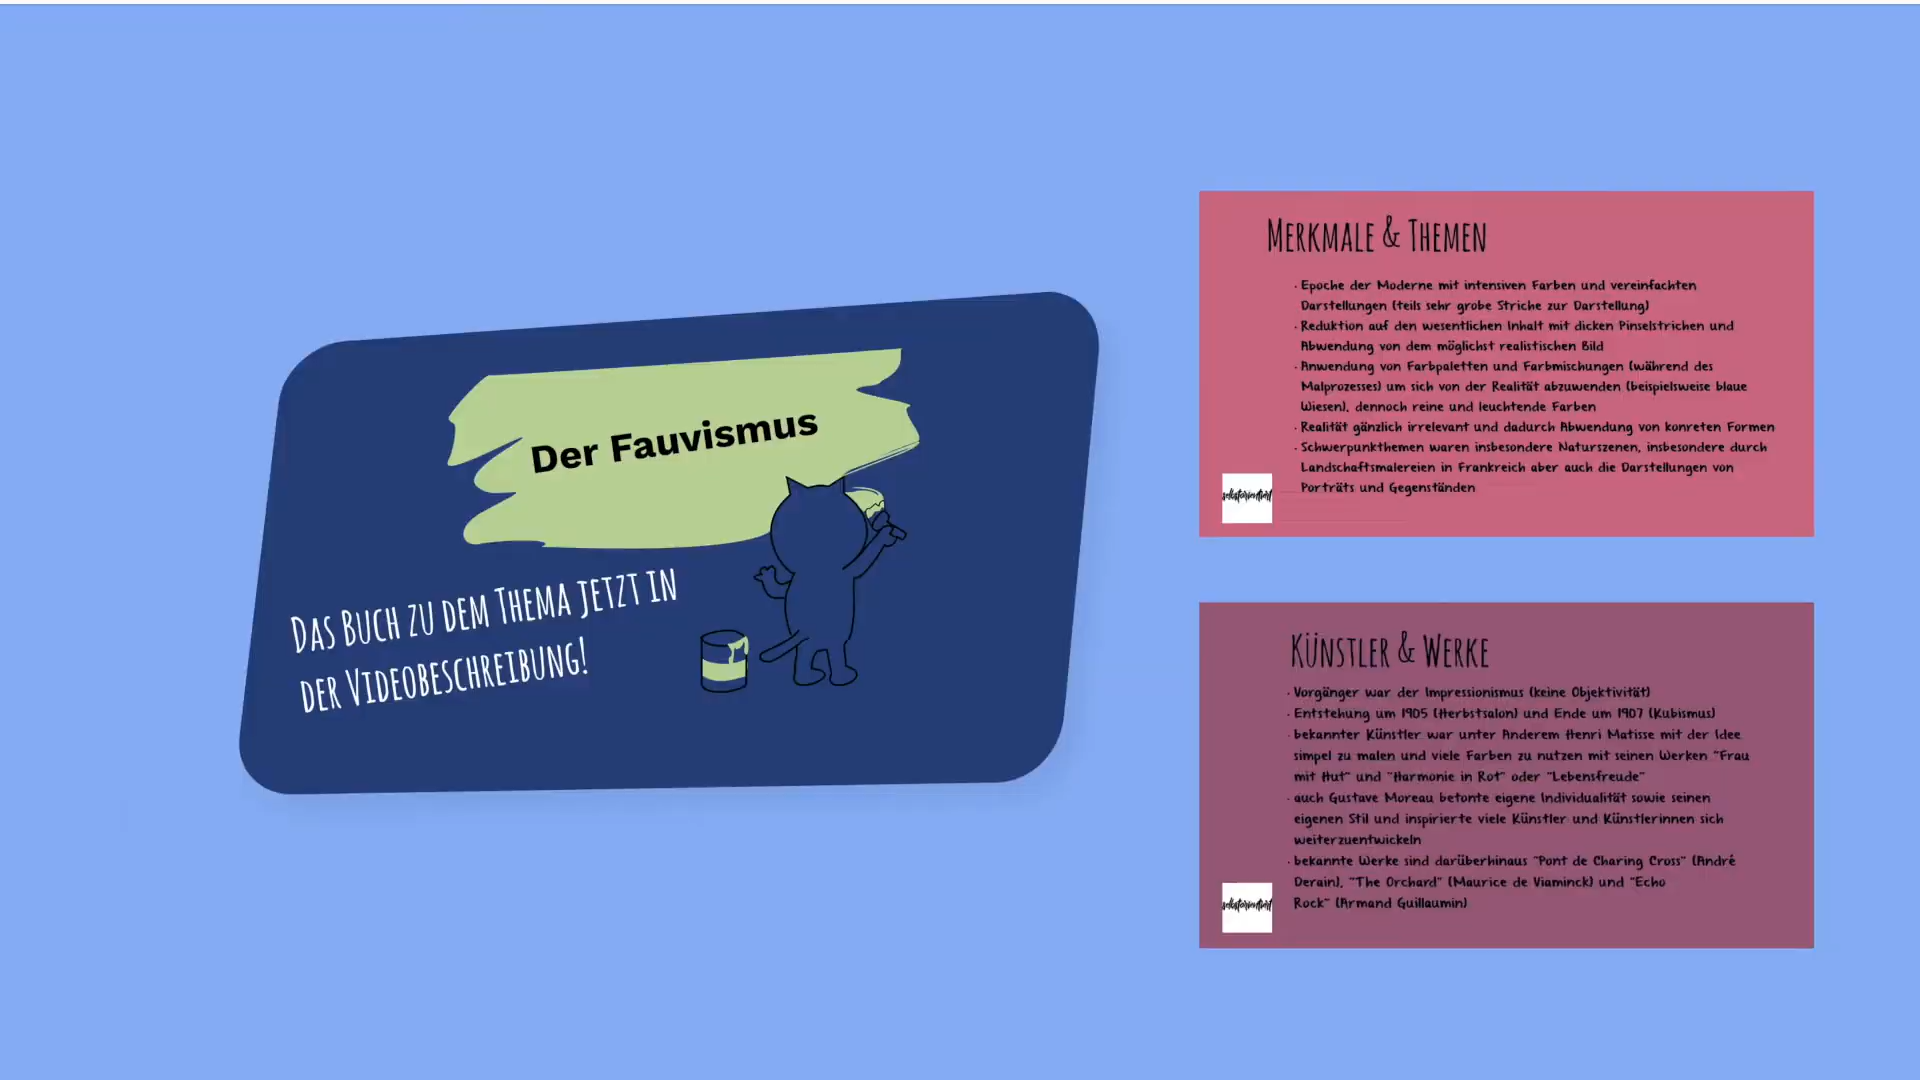 Der Fauvismus
Das Buch zu dem Thema jetzt in
der Videobeschreibung!
Merkmale & Themen
· Epoche der Moderne mit intensiven Farben und vereinfachten
Darstellungen (teils sehr grobe Striche zur Darstellung)
· Reduktion auf den wesentlichen Inhalt mit dicken Pinselstrichen und
Abwendung von dem möglichst realistischen Bild
· Anwendung von Farbpaletten und Farbmischungen (während des
Malprozesses) um sich von der Realität abzuwenden (beispielsweise blaue
Wiesen), dennoch reine und leuchtende Farben
· Realität gänzlich irrelevant und dadurch Abwendung von konreten Formen
· Schwerpunkthemen waren insbesondere Naturszenen, insbesondere durch
Landschaftsmalereien in Frankreich aber auch die Darstellungen von
Porträts und Gegenständen
selbstorientiert
Künstler & Werke
· Vorgänger war der Impressionismus (keine Objektivität)
· Entstehung um 1905 (Herbstsalon) und Ende um 1907 (Kubismus)
· bekannter Künstler war unter Anderem Henri Matisse mit der Idee
simpel zu malen und viele Farben zu nutzen mit seinen Werken "Frau
mit Hut" und "Harmonie in Rot" oder "Lebensfreude"
· auch Gustave Moreau betonte eigene Individualität sowie seinen
eigenen Stil und inspirierte viele Künstler und Künstlerinnen sich
weiterzuentwickeln
· bekannte Werke sind darüberhinaus "Pont de Charing Cross" (André
Derain), "The Orchard" (Maurice de Vlaminck) und "Echo
Rock" (Armand Guillaumin)
selbstorientiert